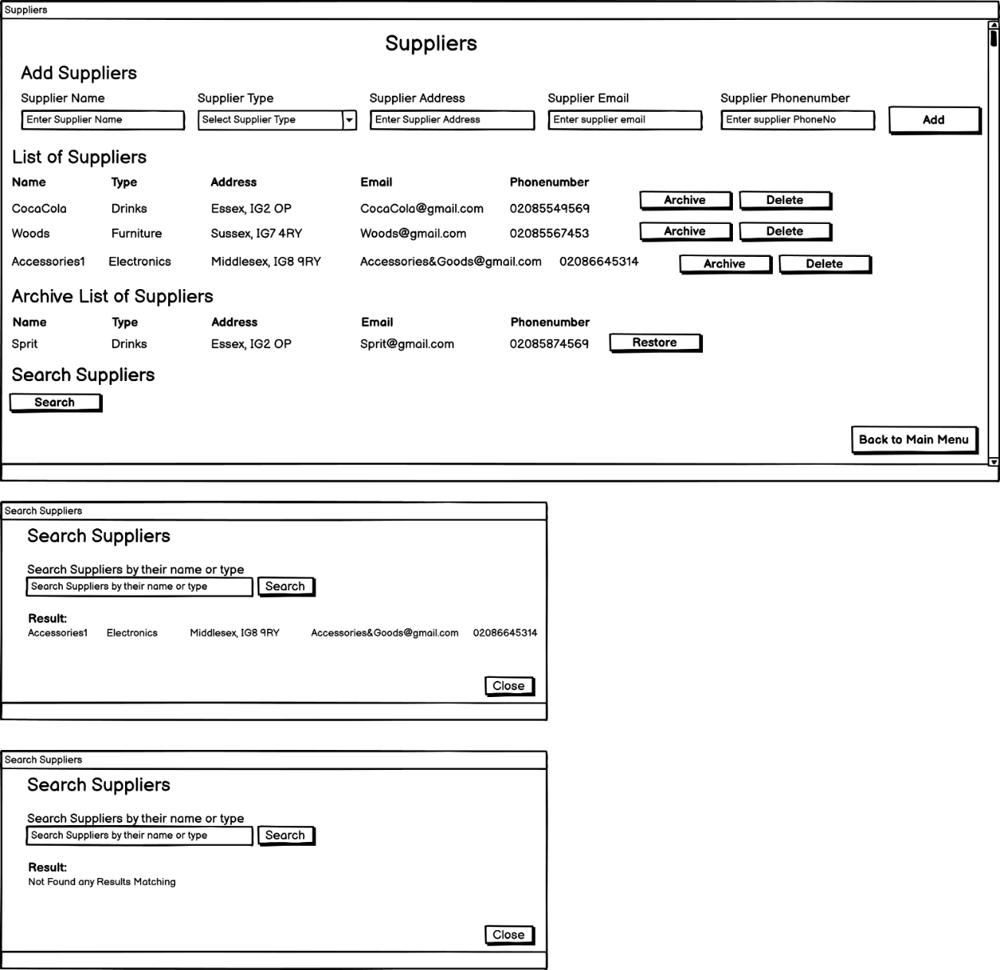 Suppliers
Suppliers
Add Suppliers
Supplier Name Supplier Type Supplier Address Supplier Email Supplier Phonenumber
Enter Supplier Name Select Supplier Type Enter Supplier Address Enter supplier email Enter supplier PhoneNo Add
List of Suppliers
Name Type Address Email Phonenumber
CocaCola Drinks Essex, IG2 OP CocaCola@gmail.com 02085549569 Archive Delete
Woods Furniture Sussex, IG7 4RY Woods@gmail.com 02085567453 Archive Delete
Accessories1 Electronics Middlesex, IG8 9RY Accessories&Goods@gmail.com 02086645314 Archive Delete
Archive List of Suppliers
Name Type Address Email Phonenumber
Sprit Drinks Essex, IG2 OP Sprit@gmail.com 02085874569 Restore
Search Suppliers
Search
Back to Main Menu
Search Suppliers
Search Suppliers
Search Suppliers by their name or type
Search Suppliers by their name or type Search
Result:
Accessories1 Electronics Middlesex, IG8 9RY Accessories&Goods@gmail.com 02086645314
Close
Search Suppliers
Search Suppliers
Search Suppliers by their name or type
Search Suppliers by their name or type Search
Result:
Not Found any Results Matching
Close